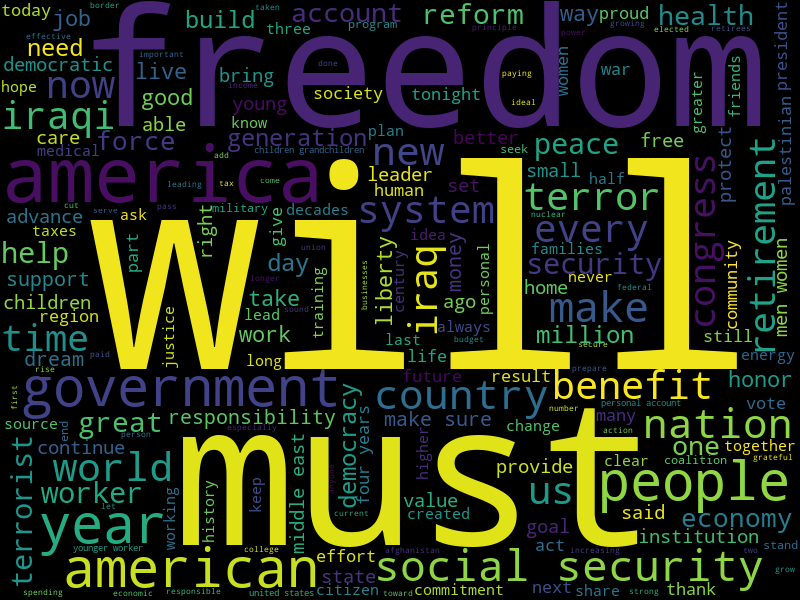 today
border
taken
build
three
account
program
reform
way
proud
health
president
job
effective
need
important
done
growing
elected
retirees
freedom
democratic
live
bring
tonight
principle
power
women
war
friends
hope
now
good
society
paying
ideal
greater
iraqi
able
young
know
care
force
generation
plan
better
free
palestinian
medical
children grandchildren
new
peace
seek
protect
america
add
leader
set
small
half
leading
tax
come
human
terror
congress
retirement
cut
serve
pass
will
system
nuclear
advance
ask
military
decades
idea
every
taxes
right
give
union
liberty
century
iraq
money
personal
families
help
part
longer
day
security
never
community
men women
support
training
businesses
ago
home
federal
children
justice
take
sound
always
make
region
lead
budget
million
still
time
work
last
secure
energy
dream
paid
long
life
rise
future
result
prepare
first
government
country
benefit
personal account
honor
source
great
responsibility
make sure
number
many
vote
end
person
especially
change
action
nation
continue
democracy
four years
higher
must
one
together
terrorist
world
middle east
provide
clear
coalition
grateful
worker
keep
us
people
working
history
value
created
said
year
let
current
goal
economy
younger worker
college
effort
afghanistan
act
increasing
institution
two
stand
american
state
social security
grow
spending
economic
responsible
united states
citizen
toward
commitment
next
share
strong
thank